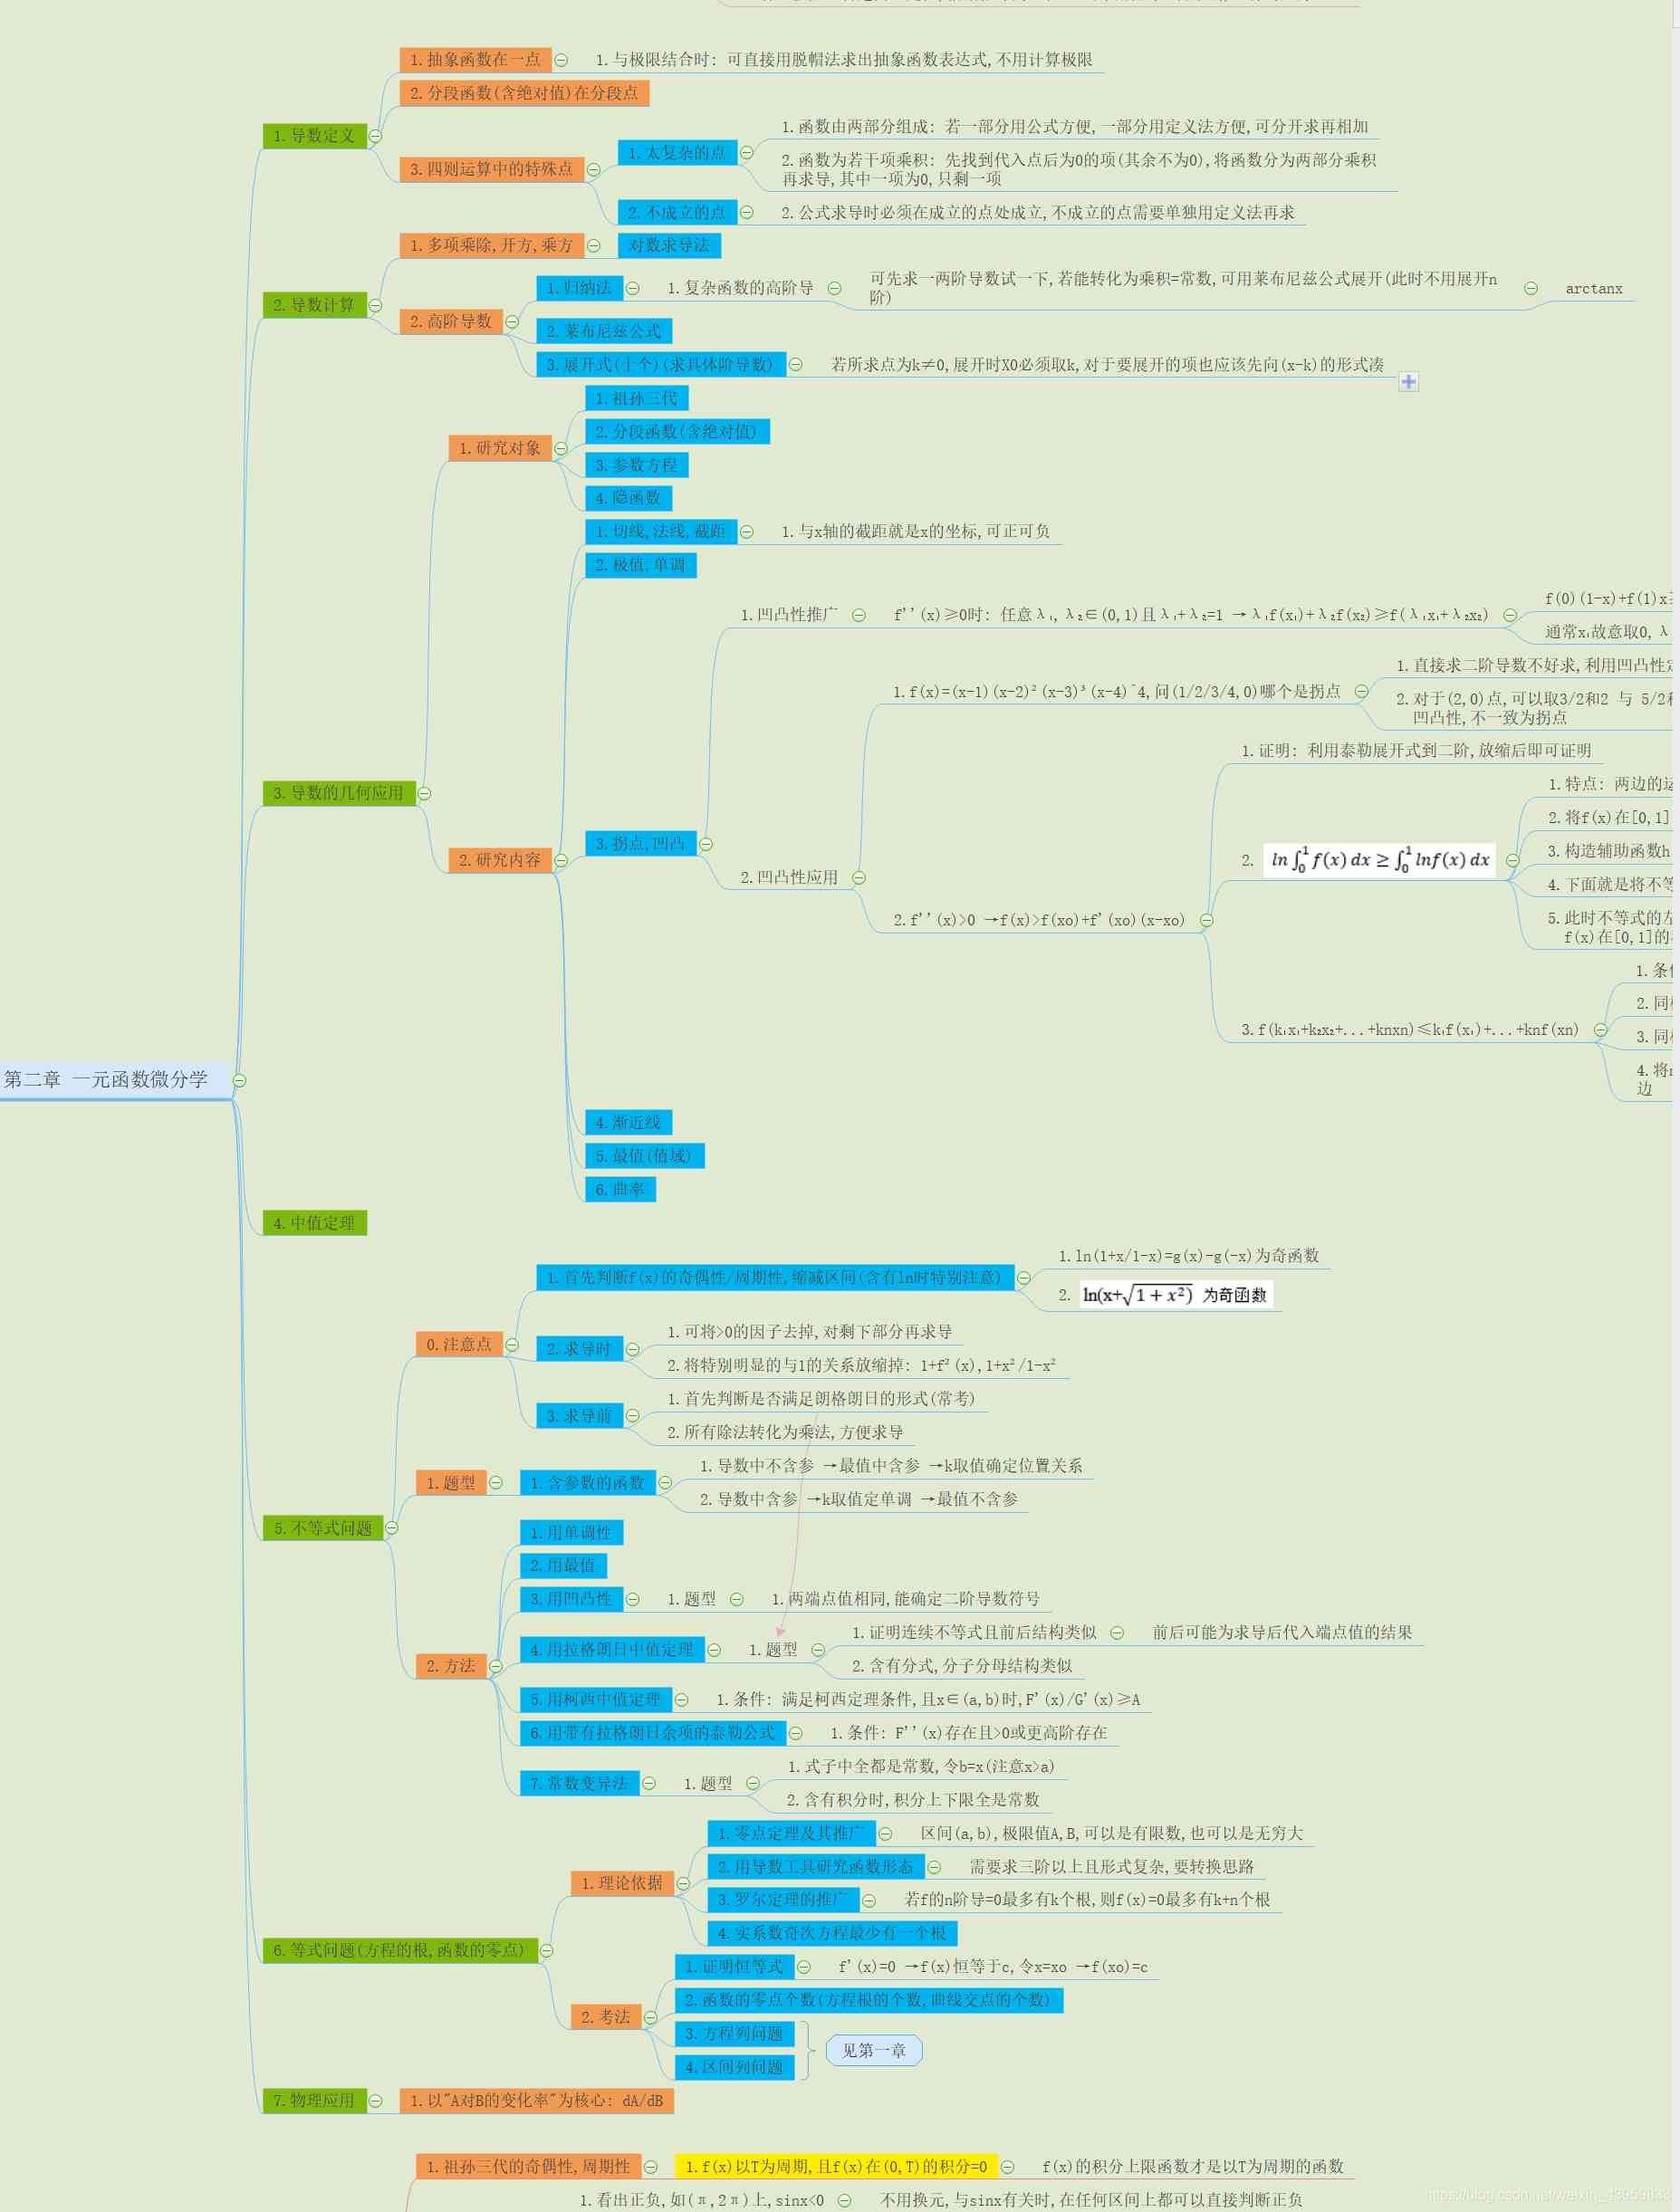 1.抽象函数在一点
1.与极限结合时: 可直接用脱帽法求出抽象函数表达式,不用计算极限
2.分段函数(含绝对值)在分段点
1.导数定义
3.四则运算中的特殊点
1.太复杂的点
1.函数由两部分组成: 若一部分用公式方便,一部分用定义法方便,可分开求再相加
2.函数为若干项乘积: 先找到代入点后为0的项(其余不为0),将函数分为两部分乘积
再求导,其中一项为0,只剩一项
2.不成立的点
2.公式求导时必须在成立的点处成立,不成立的点需要单独用定义法再求
1.多项乘除,开方,乘方
对数求导法
2.导数计算
2.高阶导数
1.归纳法
1.复杂函数的高阶导
可先求一两阶导数试一下,若能转化为乘积=常数,可用莱布尼兹公式展开(此时不用展开n
阶)
arctanx
2.莱布尼兹公式
3.展开式(十个)(求具体阶导数)
若所求点为k≠0,展开时X0必须取k,对于要展开的项也应该先向(x-k)的形式凑
1.研究对象
1.祖孙三代
2.分段函数(含绝对值)
3.参数方程
4.隐函数
3.导数的几何应用
2.研究内容
1.切线,法线,截距
1.与x轴的截距就是x的坐标,可正可负
2.极值,单调
3.拐点,凹凸
1.凹凸性推广
f''(x)≥0时: 任意λ₁,λ₂∈(0,1)且λ₁+λ₂=1 →λ₁f(x₁)+λ₂f(x₂)≥f(λ₁x₁+λ₂x₂)
f(0)(1-x)+f(1)x
通常x₁故意取0,λ
2.凹凸性应用
1.f(x)=(x-1)(x-2)²(x-3)³(x-4)^4,问(1/2/3/4,0)哪个是拐点
1.直接求二阶导数不好求,利用凹凸性
2.对于(2,0)点,可以取3/2和2 与 5/2
凹凸性,不一致为拐点
2.f''(x)>0 →f(x)>f(xo)+f'(xo)(x-xo)
1.证明: 利用泰勒展开式到二阶,放缩后即可证明
2. ln∫₀¹f(x)dx≥∫₀¹lnf(x)dx
1.特点: 两边的
2.将f(x)在[0,1]
3.构造辅助函数h
4.下面就是将不
5.此时不等式的
f(x)在[0,1]的
3.f(k₁x₁+k₂x₂+...+knxn)≤k₁f(x₁)+...+knf(xn)
1.条
2.同
3.同
4.将
边
4.渐近线
5.最值(值域)
6.曲率
第二章 一元函数微分学
4.中值定理
5.不等式问题
0.注意点
1.首先判断f(x)的奇偶性/周期性,缩减区间(含有ln时特别注意)
1.ln(1+x/1-x)=g(x)-g(-x)为奇函数
2. ln(x+√(1+x²)) 为奇函数
2.求导时
1.可将>0的因子去掉,对剩下部分再求导
2.将特别明显的与1的关系放缩掉: 1+f²(x),1+x²/1-x²
3.求导前
1.首先判断是否满足朗格朗日的形式(常考)
2.所有除法转化为乘法,方便求导
1.题型
1.含参数的函数
1.导数中不含参 →最值中含参 →k取值确定位置关系
2.导数中含参 →k取值定单调 →最值不含参
2.方法
1.用单调性
2.用最值
3.用凹凸性
1.题型
1.两端点值相同,能确定二阶导数符号
4.用拉格朗日中值定理
1.题型
1.证明连续不等式且前后结构类似
前后可能为求导后代入端点值的结果
2.含有分式,分子分母结构类似
5.用柯西中值定理
1.条件: 满足柯西定理条件,且x∈(a,b)时,F'(x)/G'(x)≥A
6.用带有拉格朗日余项的泰勒公式
1.条件: F''(x)存在且>0或更高阶存在
7.常数变异法
1.题型
1.式子中全都是常数,令b=x(注意x>a)
2.含有积分时,积分上下限全是常数
6.等式问题(方程的根,函数的零点)
1.理论依据
1.零点定理及其推广
区间(a,b),极限值A,B,可以是有限数,也可以是无穷大
2.用导数工具研究函数形态
需要求三阶以上且形式复杂,要转换思路
3.罗尔定理的推广
若f的n阶导=0最多有k个根,则f(x)=0最多有k+n个根
4.实系数奇次方程最少有一个根
2.考法
1.证明恒等式
f'(x)=0 →f(x)恒等于c,令x=xo →f(xo)=c
2.函数的零点个数(方程根的个数,曲线交点的个数)
3.方程列问题
4.区间列问题
见第一章
7.物理应用
1.以"A对B的变化率"为核心: dA/dB
1.祖孙三代的奇偶性,周期性
1.f(x)以T为周期,且f(x)在(0,T)的积分=0
f(x)的积分上限函数才是以T为周期的函数
1.看出正负,如(π,2π)上,sinx<0
不用换元,与sinx有关时,在任何区间上都可以直接判断正负